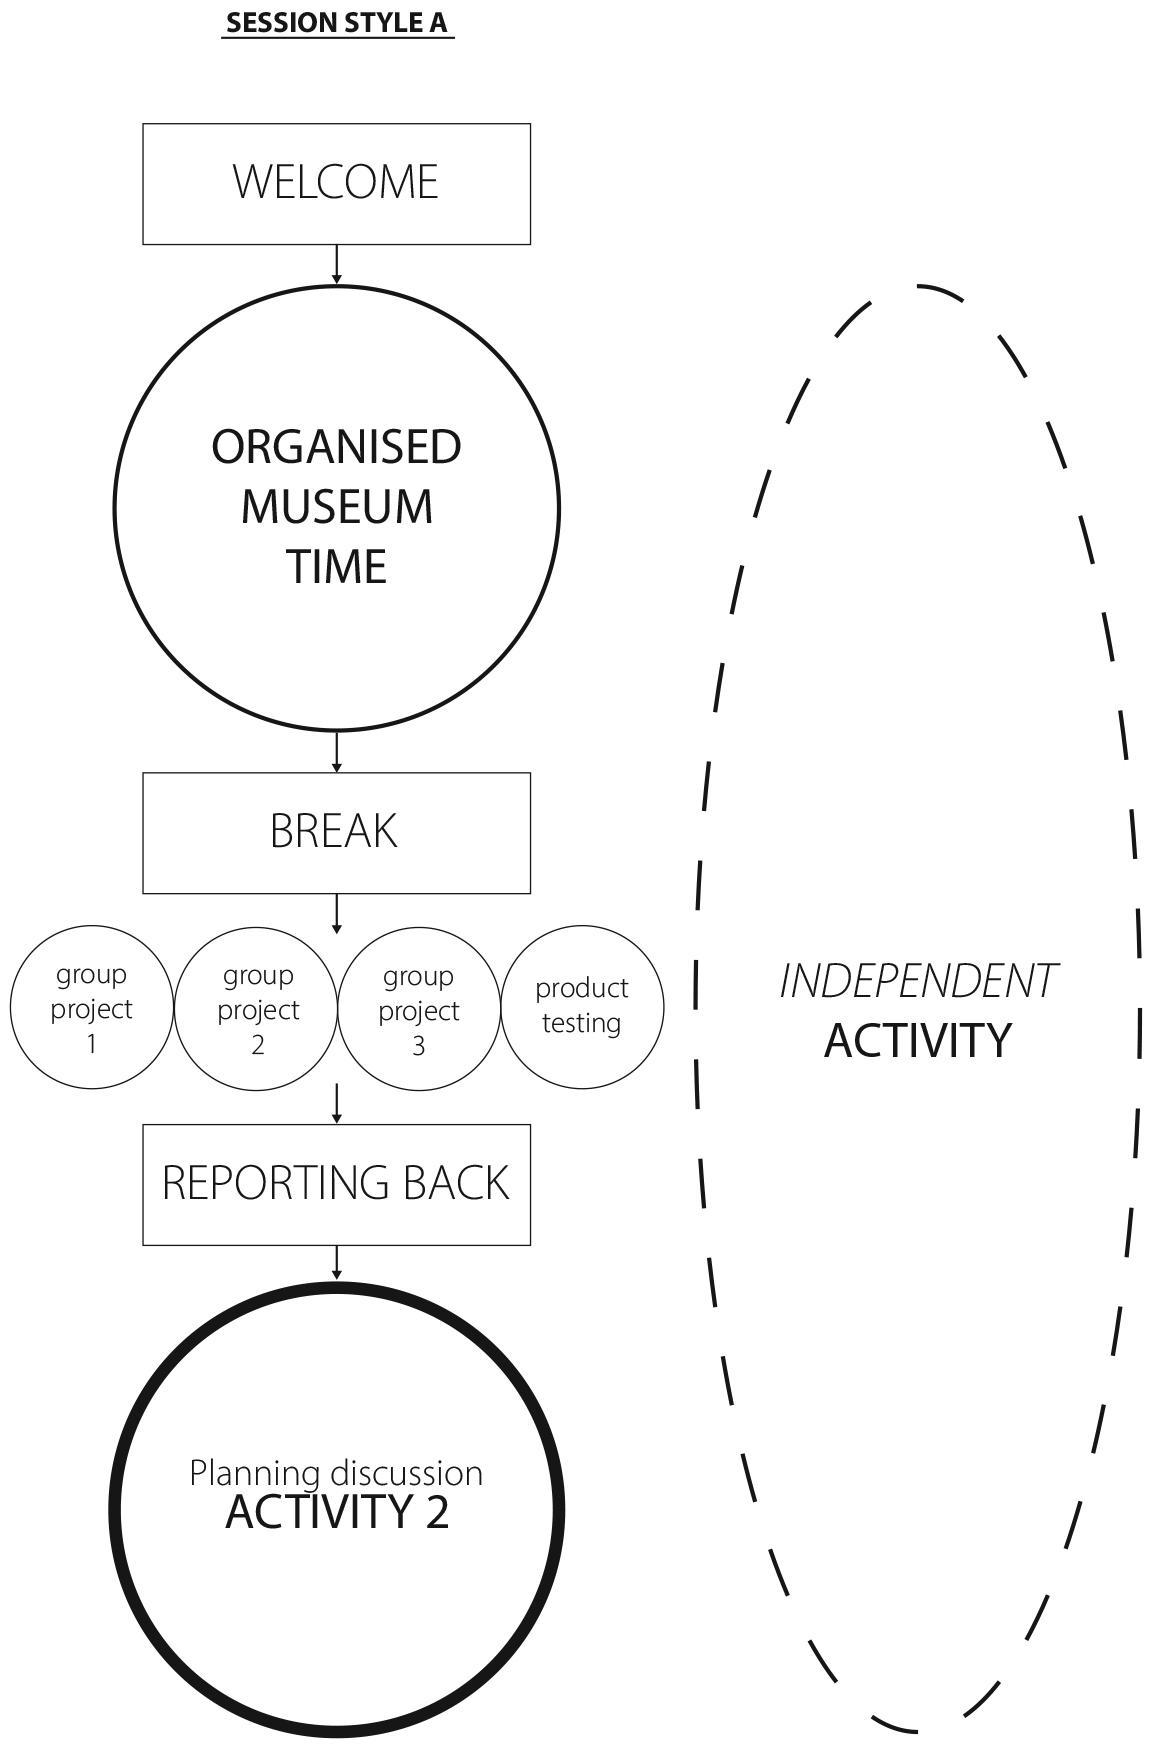 SESSION STYLE A
WELCOME
ORGANISED
MUSEUM
TIME
BREAK
group
project
1
group
project
2
group
project
3
product
testing
INDEPENDENT
ACTIVITY
REPORTING BACK
Planning discussion
ACTIVITY 2